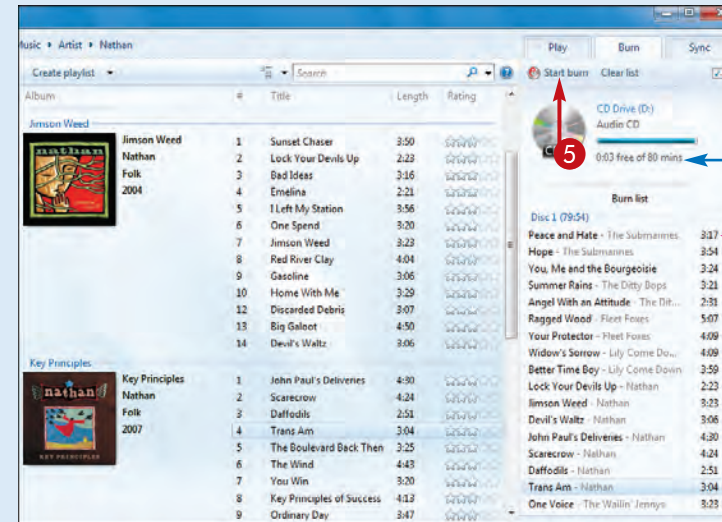 Music ▸ Artist ▸ Nathan
Play Burn Sync
Create playlist Search
Start burn Clear list
Album # Title Length Rating
CD Drive (D:)
Audio CD
5
0:03 free of 80 mins
Burn list
Disc 1 (79:54)
Jimson Weed
nathan
Jimson Weed
Nathan
Folk
2004
1 Sunset Chaser 3:50
2 Lock Your Devils Up 2:23
3 Bad Ideas 3:16
4 Emelina 2:21
5 I Left My Station 3:56
6 One Spend 3:20
7 Jimson Weed 3:23
8 Red River Clay 4:04
9 Gasoline 3:06
10 Home With Me 3:29
12 Discarded Debris 3:07
13 Big Galoot 4:50
14 Devil's Waltz 3:06
Key Principles
nathan
KEY PRINCIPLES
Key Principles
Nathan
Folk
2007
1 John Paul's Deliveries 4:30
2 Scarecrow 4:24
3 Daffodils 2:51
4 Trans Am 3:04
5 The Boulevard Back Then 3:25
6 The Wind 4:43
7 You Win 3:20
8 Key Principles of Success 4:13
9 Ordinary Day 3:47
Peace and Hate - The Submarines 3:17
Hope - The Submarines 3:54
You, Me and the Bourgeoisie 3:24
Summer Rains - The Ditty Bops 3:21
Angel With an Attitude - The Dit... 2:31
Ragged Wood - Fleet Foxes 5:07
Your Protector - Fleet Foxes 4:09
Widow's Sorrow - Lily Come Do... 4:09
Better Time Boy - Lily Come Down 3:59
Lock Your Devils Up - Nathan 2:23
Jimson Weed - Nathan 3:23
Devil's Waltz - Nathan 3:06
John Paul's Deliveries - Nathan 4:30
Scarecrow - Nathan 4:24
Daffodils - Nathan 2:51
Trans Am - Nathan 3:04
One Voice - The Wailin' Jennys 3:23